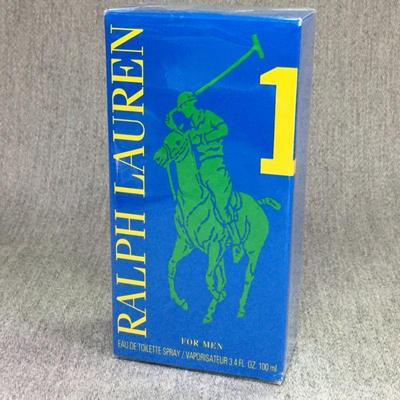 RALPH LAUREN
1
FOR MEN
EAU DE TOILETTE SPRAY / VAPORISATEUR 3.4 FL. OZ. 100 ml